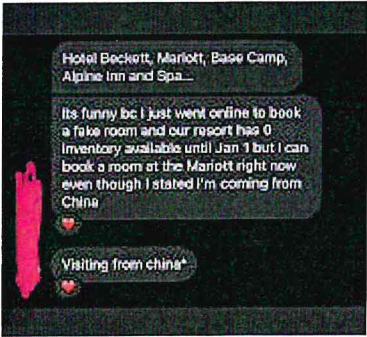 Hotel Beckett, Mariott, Base Camp,
Alpine Inn and Spa...
Its funny bc I just went online to book
a fake room and our resort has 0
inventory available until Jan 1 but I can
book a room at the Mariott right now
even though I stated I'm coming from
China
Visiting from china*